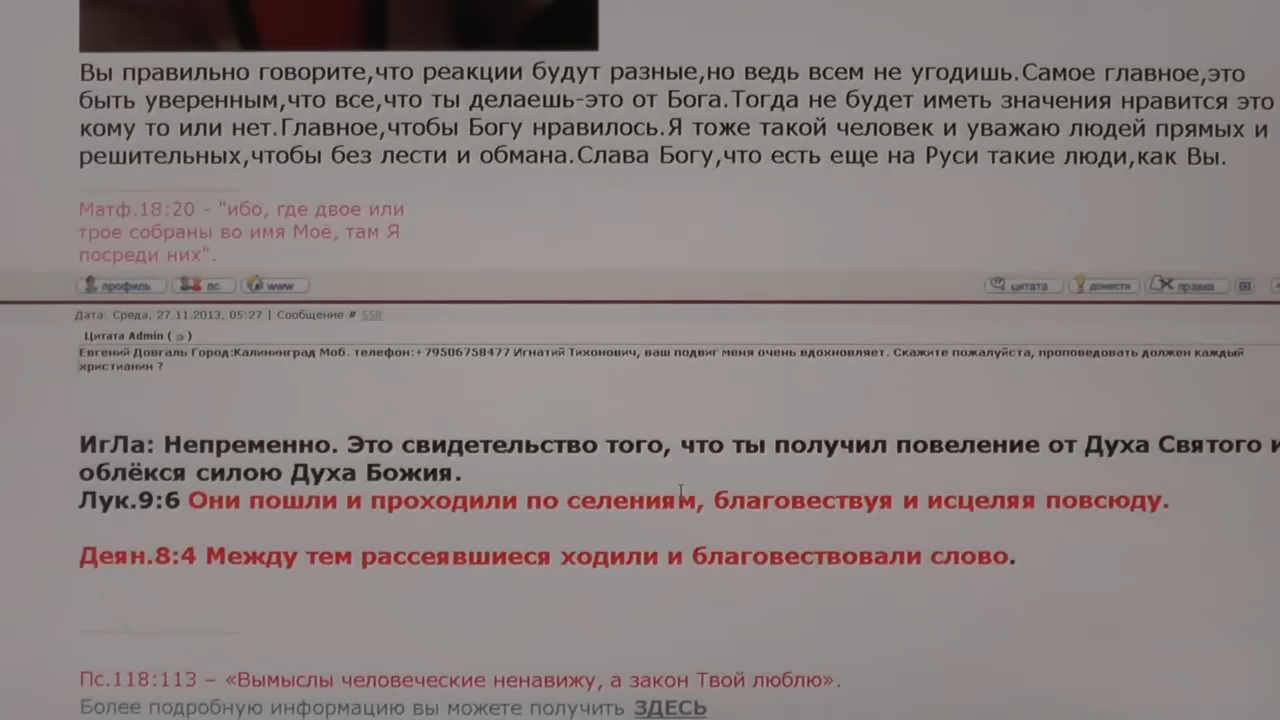 Вы правильно говорите,что реакции будут разные,но ведь всем не угодишь.Самое главное,это
быть уверенным,что все,что ты делаешь-это от Бога.Тогда не будет иметь значения нравится это
кому то или нет.Главное,чтобы Богу нравилось.Я тоже такой человек и уважаю людей прямых и
решительных,чтобы без лести и обмана.Слава Богу,что есть еще на Руси такие люди,как Вы.
Матф.18:20 - "ибо, где двое или
трое собраны во имя Моё, там Я
посреди них".
профиль лс www цитата донести правка
Дата: Среда, 27.11.2013, 05:27 | Сообщение # 558
Цитата Admin ( )
Евгений Довгаль Город:Калининград Моб. телефон:+79506758477 Игнатий Тихонович, ваш подвиг меня очень вдохновляет. Скажите пожалуйста, проповедовать должен каждый
христианин ?
ИгЛа: Непременно. Это свидетельство того, что ты получил повеление от Духа Святого и
облёкся силою Духа Божия.
Лук.9:6 Они пошли и проходили по селениям, благовествуя и исцеляя повсюду.
Деян.8:4 Между тем рассеявшиеся ходили и благовествовали слово.
Пс.118:113 – «Вымыслы человеческие ненавижу, а закон Твой люблю».
Более подробную информацию вы можете получить ЗДЕСЬ